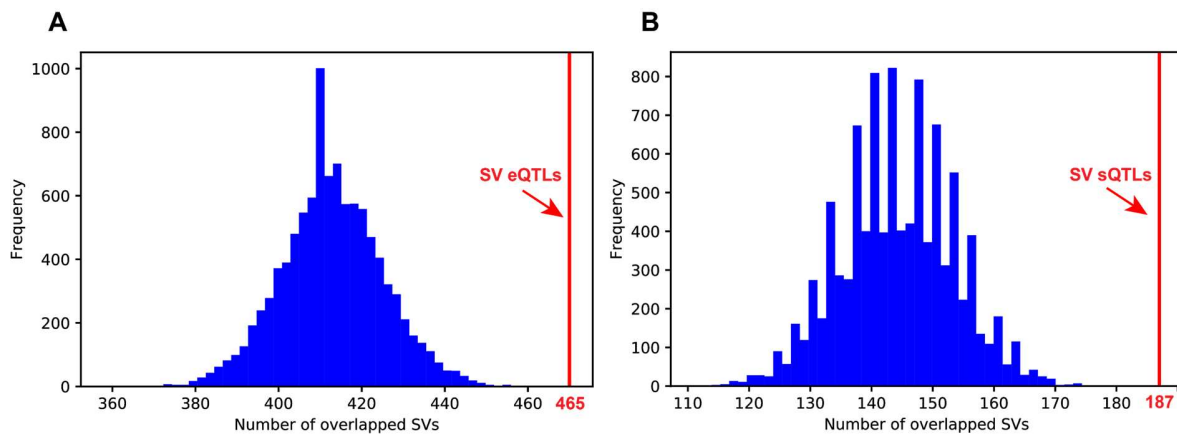 A
1000
800
600
400
200
0
Frequency
SV eQTLs
360 380 400 420 440 460 465
Number of overlapped SVs
B
800
700
600
500
400
300
200
100
0
Frequency
SV sQTLs
110 120 130 140 150 160 170 180 187
Number of overlapped SVs